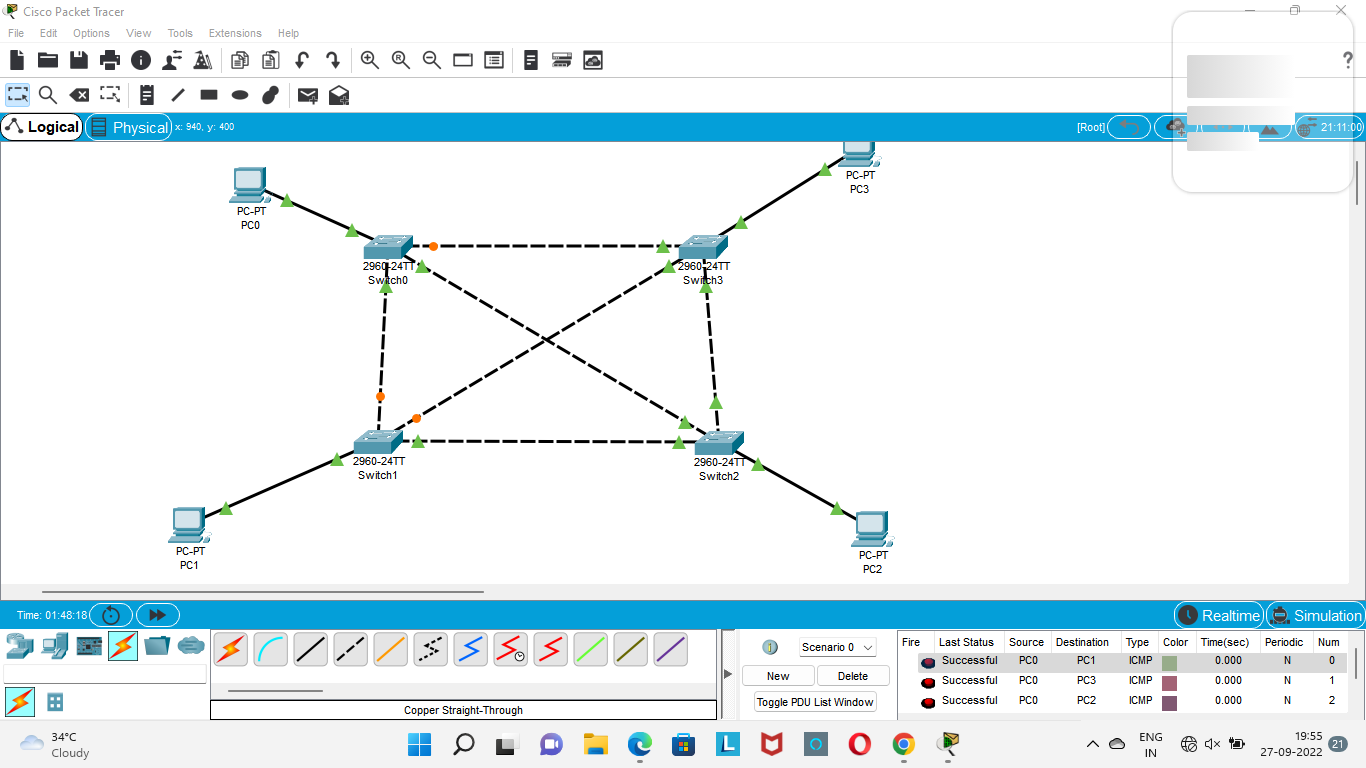 Cisco Packet Tracer
File Edit Options View Tools Extensions Help
?
Logical Physical x: 940, y: 400 [Root] 21:11:00
PC-PT
PC0
PC-PT
PC3
2960-24TT
Switch0
2960-24TT
Switch3
2960-24TT
Switch1
2960-24TT
Switch2
PC-PT
PC1
PC-PT
PC2
Time: 01:48:18 Realtime Simulation
Scenario 0
New Delete
Toggle PDU List Window
Copper Straight-Through
Fire Last Status Source Destination Type Color Time(sec) Periodic Num
Successful PC0 PC1 ICMP 0.000 N 0
Successful PC0 PC3 ICMP 0.000 N 1
Successful PC0 PC2 ICMP 0.000 N 2
34°C
Cloudy
ENG
IN
19:55
27-09-2022
21